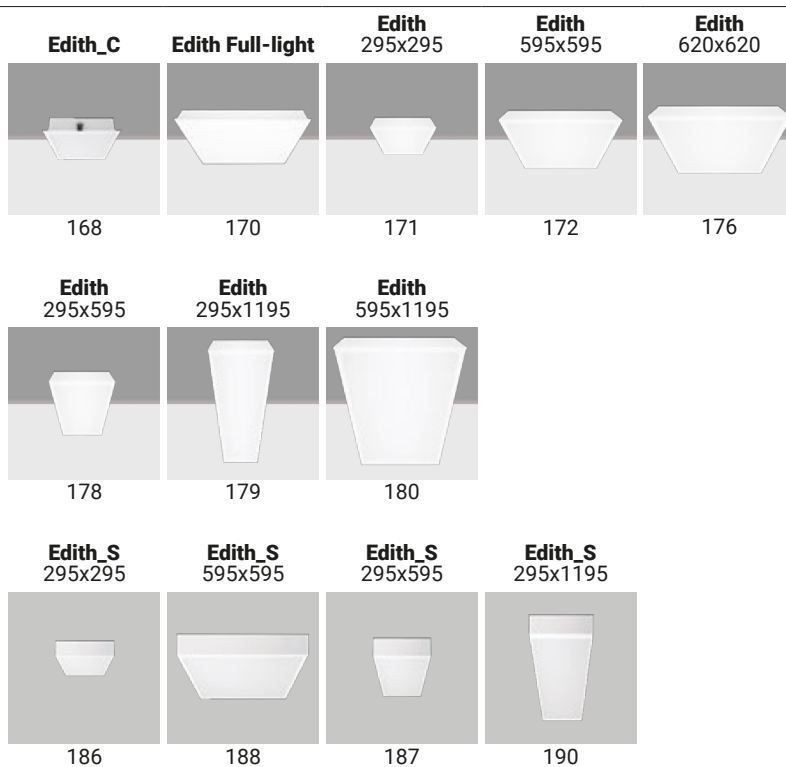 Edith_C
Edith Full-light
Edith
295x295
Edith
595x595
Edith
620x620
168
170
171
172
176
Edith
295x595
Edith
295x1195
Edith
595x1195
178
179
180
Edith_S
295x295
Edith_S
595x595
Edith_S
295x595
Edith_S
295x1195
186
188
187
190